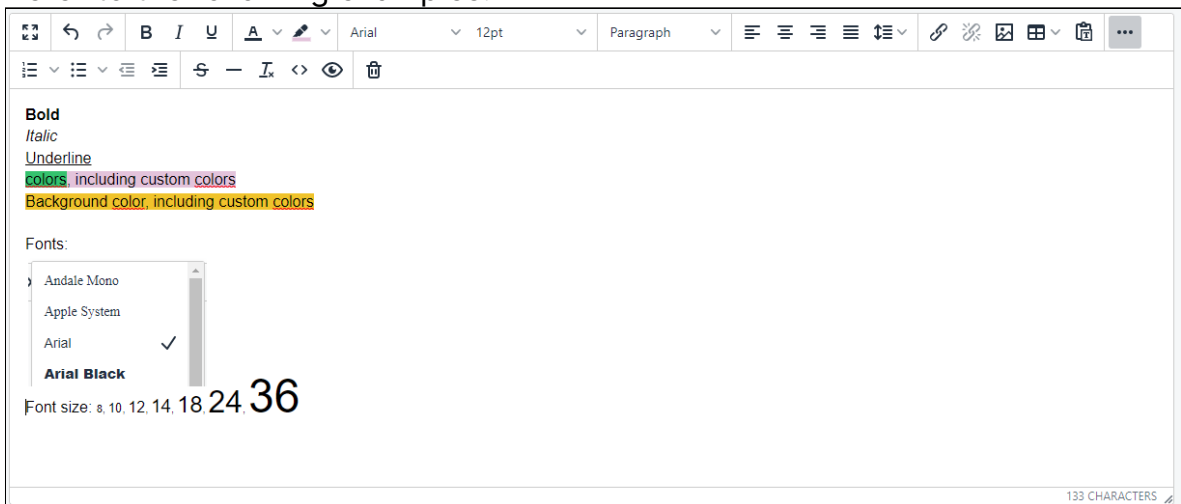 Arial 12pt Paragraph
Bold
Italic
Underline
colors, including custom colors
Background color, including custom colors
Fonts:
Andale Mono
Apple System
Arial
Arial Black
Font size: 8, 10, 12, 14, 18, 24, 36
133 CHARACTERS